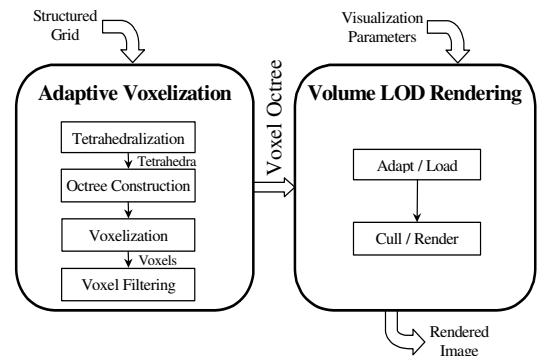 Structured
Grid
Visualization
Parameters
Adaptive Voxelization
Tetrahedralization
Tetrahedra
Octree Construction
Voxelization
Voxels
Voxel Filtering
Voxel Octree
Volume LOD Rendering
Adapt / Load
Cull / Render
Rendered
Image